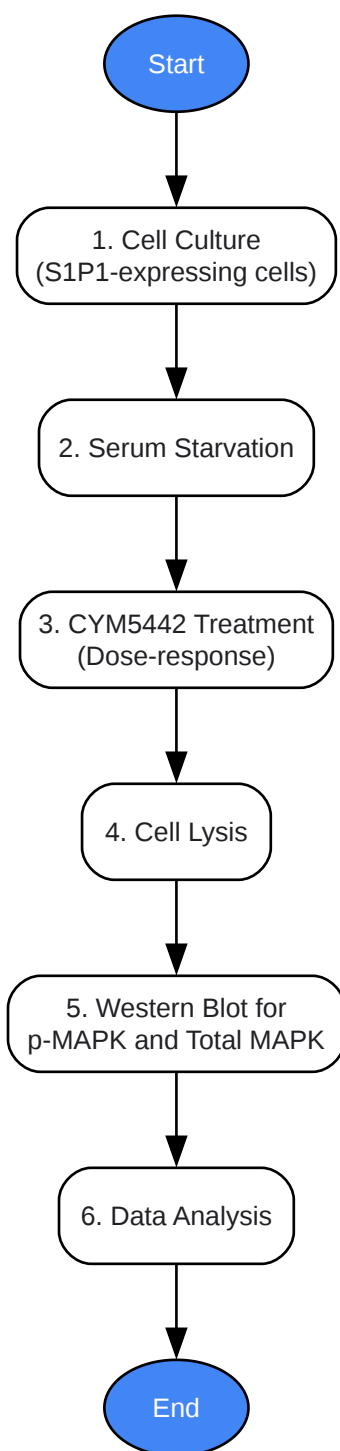 Start
1. Cell Culture
(S1P1-expressing cells)
2. Serum Starvation
3. CYM5442 Treatment
(Dose-response)
4. Cell Lysis
5. Western Blot for
p-MAPK and Total MAPK
6. Data Analysis
End